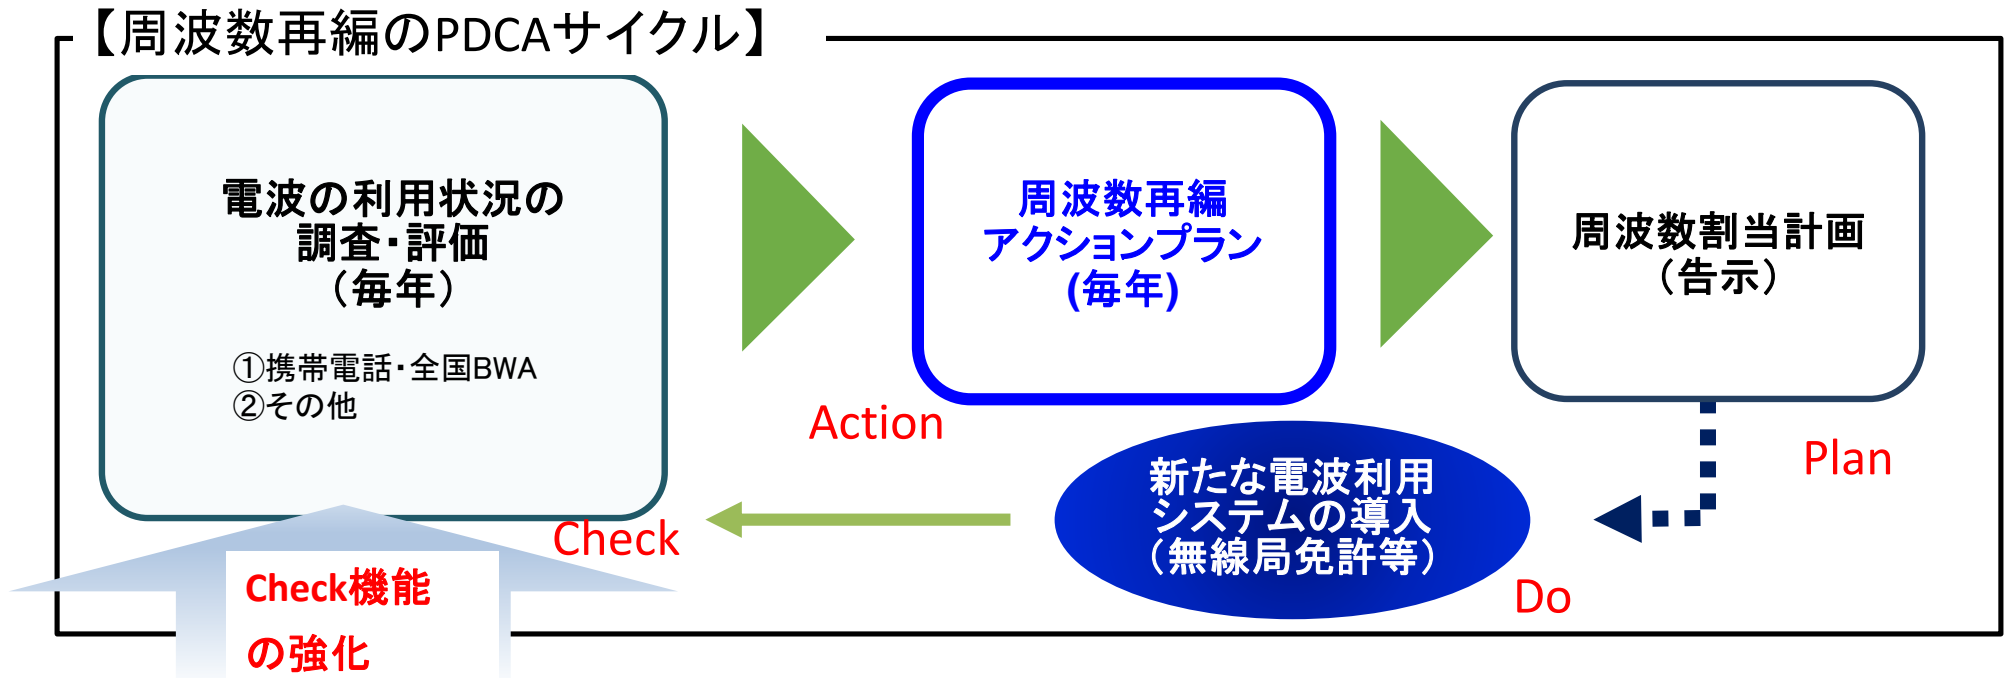 【周波数再編のPDCAサイクル】
電波の利用状況の
調査・評価
（毎年）
①携帯電話・全国BWA
②その他
周波数再編
アクションプラン
(毎年)
周波数割当計画
（告示）
Action
Plan
新たな電波利用
システムの導入
（無線局免許等）
Check
Do
Check機能
の強化